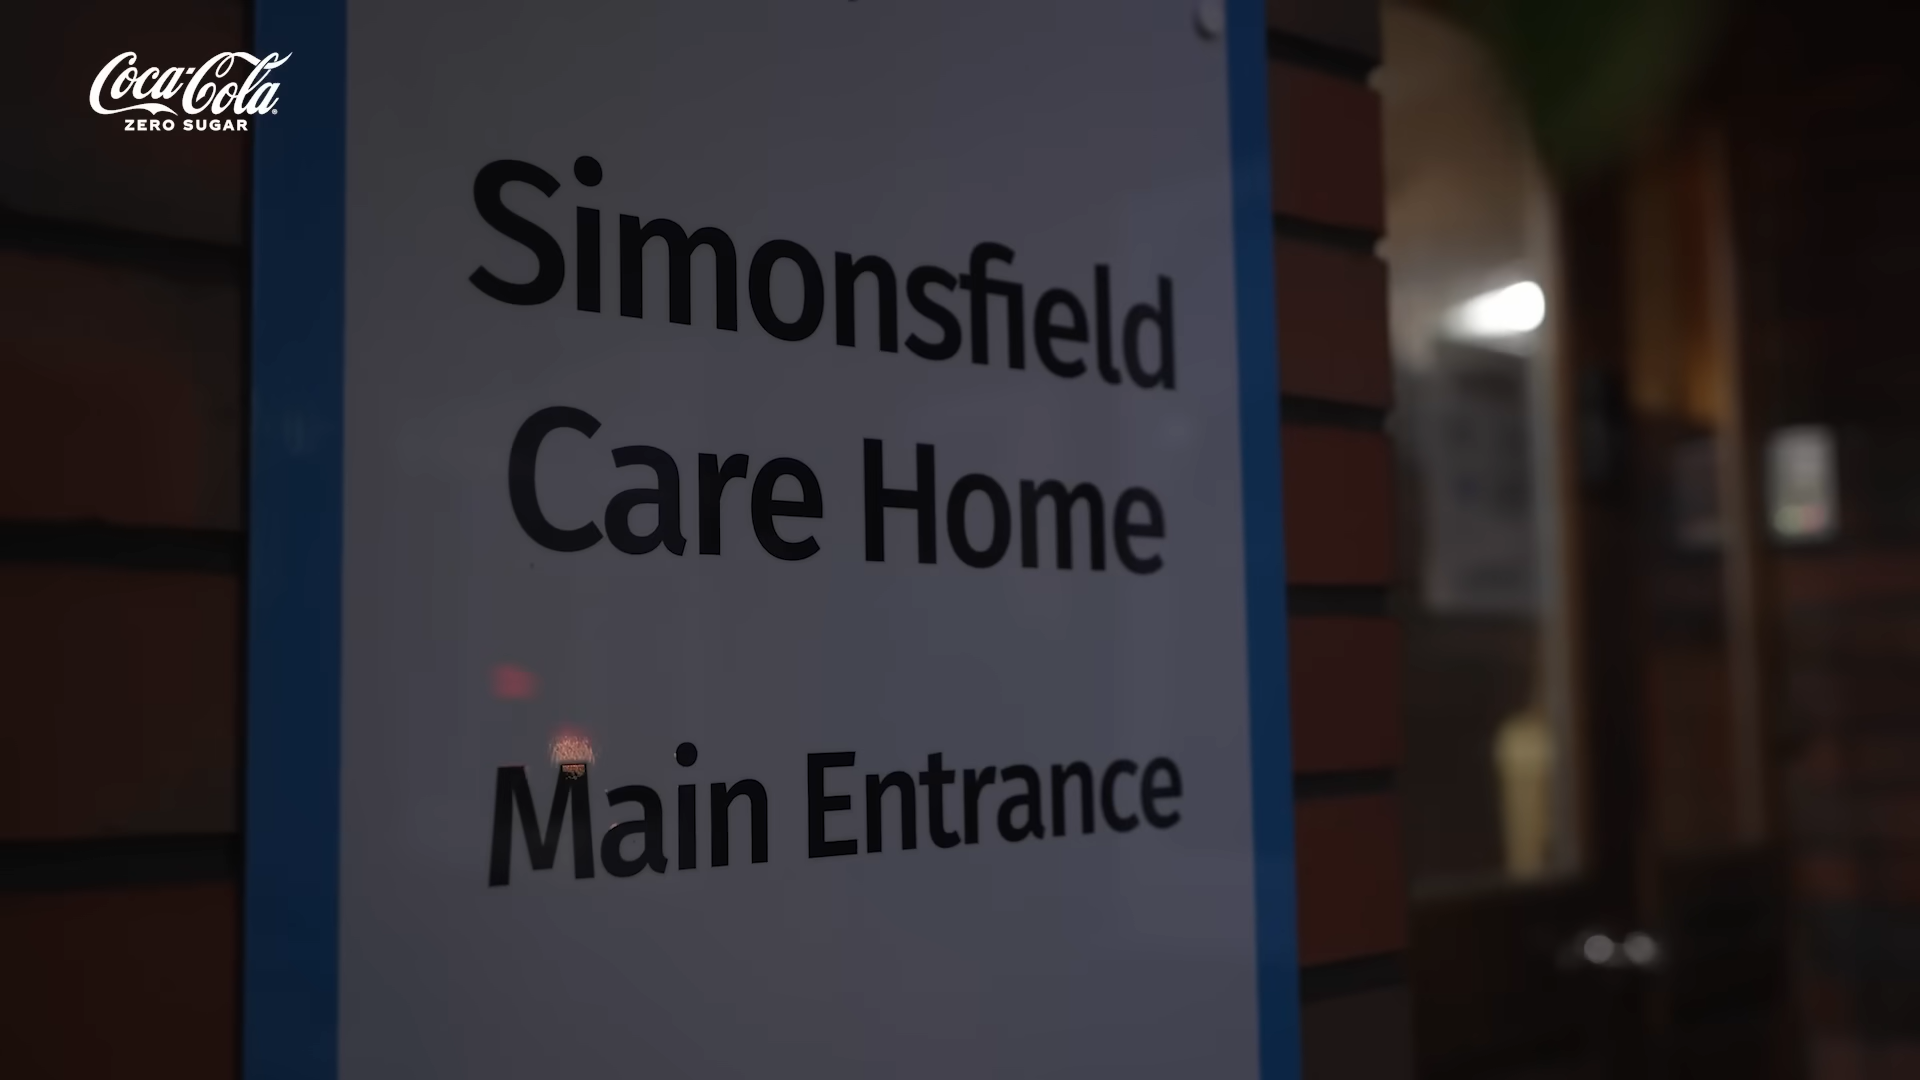 Coca-Cola
ZERO SUGAR
Simonsfield
Care Home
Main Entrance